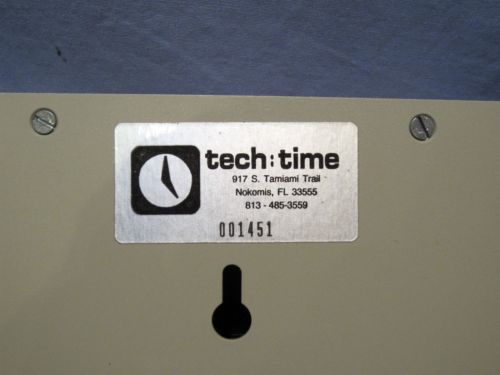 tech:time
917 S. Tamiami Trail
Nokomis, FL 33555
813 - 485-3559
001451